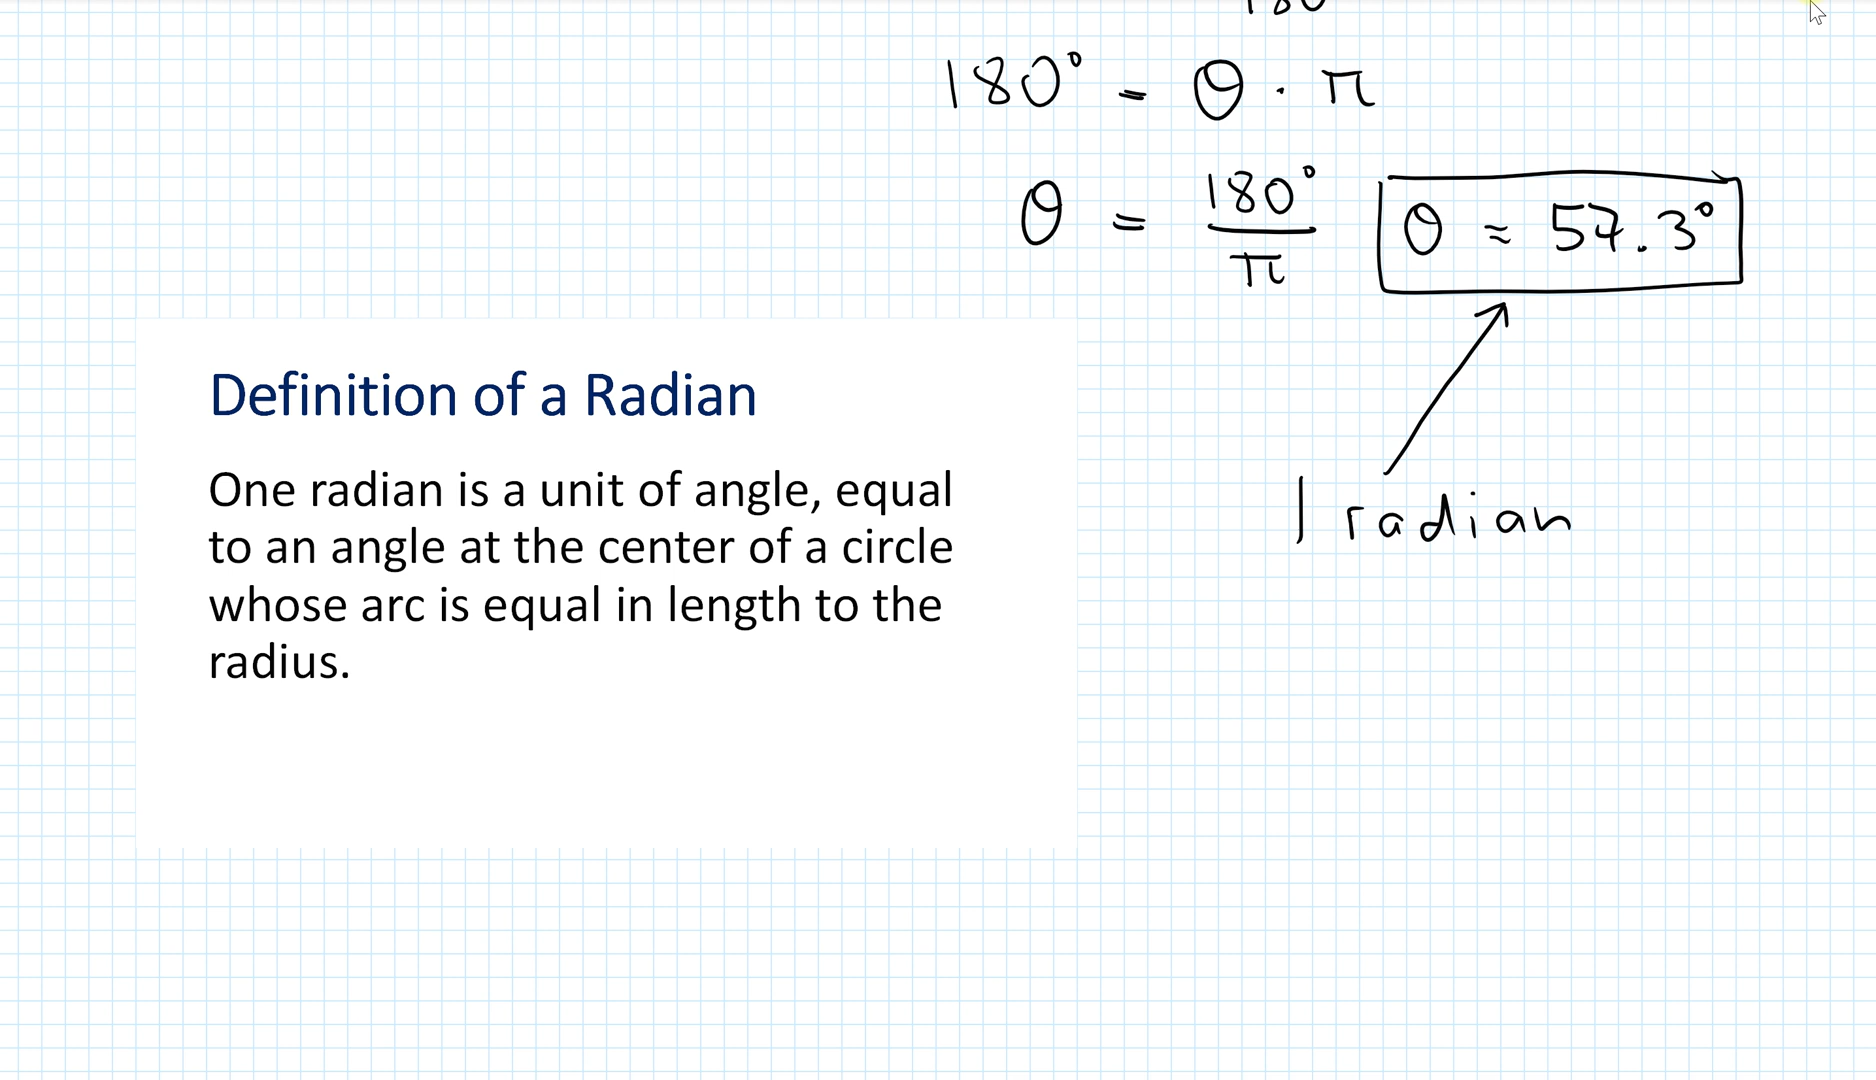 180° = θ · π
θ = 180° / π θ ≈ 57.3°
Definition of a Radian
One radian is a unit of angle, equal
to an angle at the center of a circle
whose arc is equal in length to the
radius.
1 radian